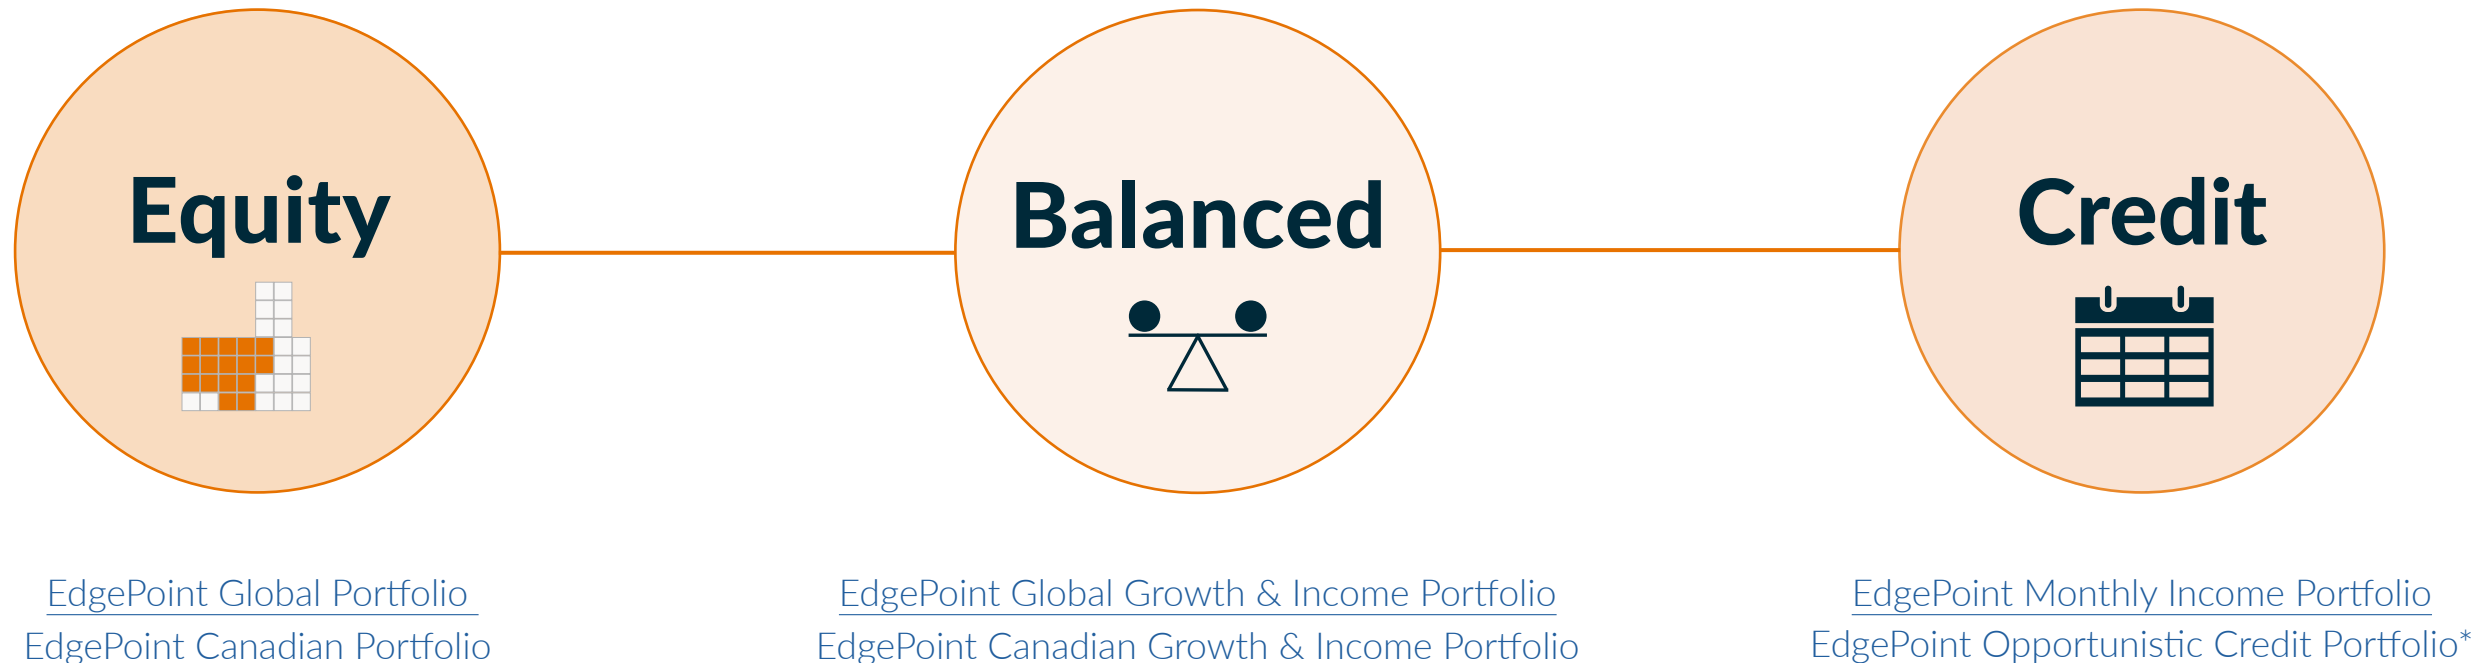 Equity
Balanced
Credit
EdgePoint Global Portfolio
EdgePoint Canadian Portfolio
EdgePoint Global Growth & Income Portfolio
EdgePoint Canadian Growth & Income Portfolio
EdgePoint Monthly Income Portfolio
EdgePoint Opportunistic Credit Portfolio*